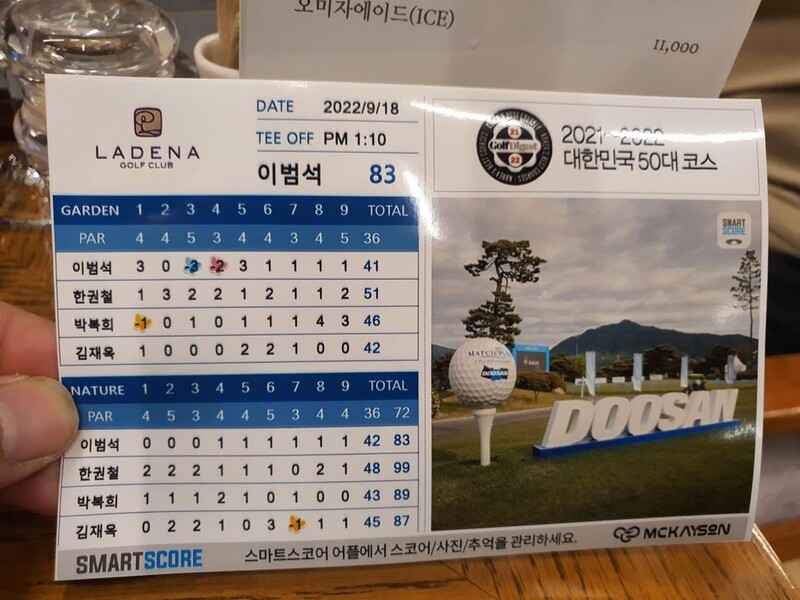 오미자에이드(ICE)
11,000
LADENA
GOLF CLUB
DATE 2022/9/18
TEE OFF PM 1:10
이범석 83
GARDEN 1 2 3 4 5 6 7 8 9 TOTAL
PAR 4 4 5 3 4 4 3 4 5 36
이범석 3 0 -3 -2 3 1 1 1 1 41
한권철 1 3 2 2 1 2 1 1 2 51
박복희 -1 0 1 0 1 1 1 4 3 46
김재옥 1 0 0 0 2 2 1 0 0 42
NATURE 1 2 3 4 5 6 7 8 9 TOTAL
PAR 4 5 4 3 4 5 3 4 4 36 72
이범석 0 0 0 1 1 1 1 1 1 42 83
한권철 2 2 2 1 1 1 0 2 1 48 99
박복희 1 1 1 2 1 0 1 0 0 43 89
김재옥 0 2 2 1 0 3 -1 1 1 45 87
SMARTSCORE
스마트스코어 어플에서 스코어/사진/추억을 관리하세요.
MCKAYSON
21
GolfDigest
22
2021~2022
대한민국 50대 코스
SMART
SCORE
MATCH PLAY
DOOSAN
DOOSAN